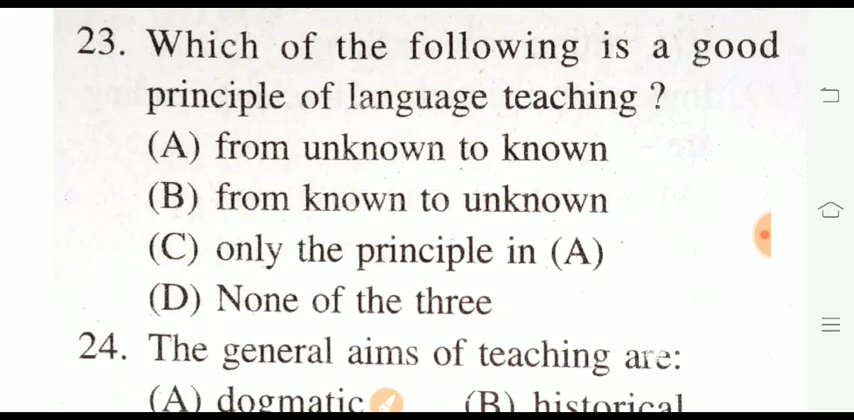 23. Which of the following is a good
principle of language teaching ?
(A) from unknown to known
(B) from known to unknown
(C) only the principle in (A)
(D) None of the three
24. The general aims of teaching are:
(A) dogmatic (B) historical